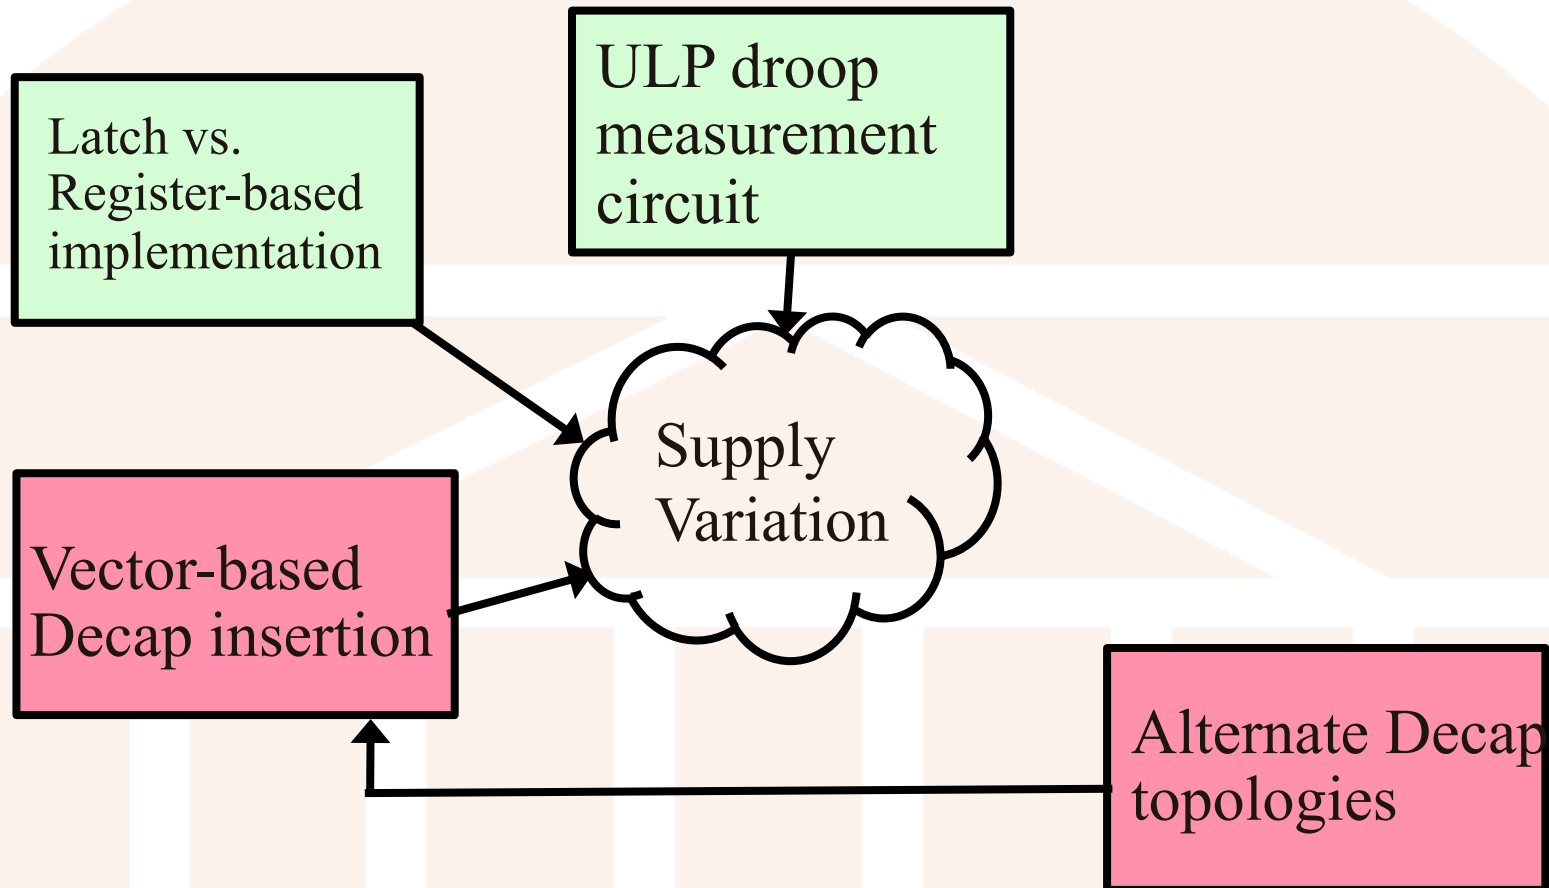 ULP droop
measurement
circuit
Latch vs.
Register-based
implementation
Supply
Variation
Vector-based
Decap insertion
Alternate Decap
topologies